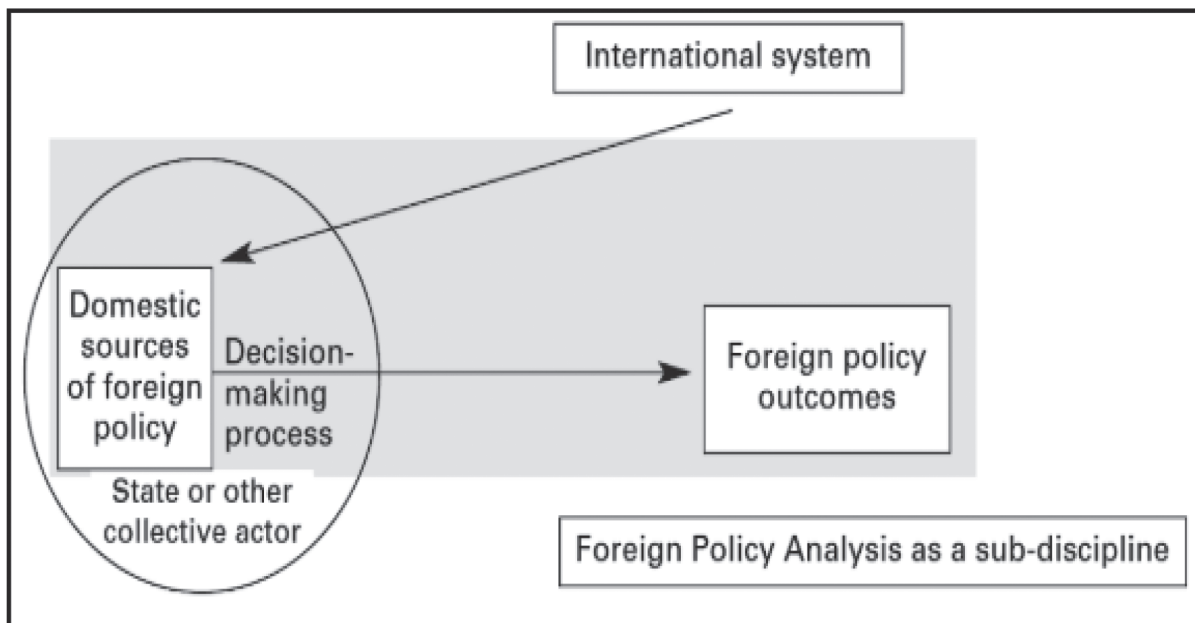 International system
Domestic
sources
of foreign
policy
Decision-
making
process
Foreign policy
outcomes
State or other
collective actor
Foreign Policy Analysis as a sub-discipline